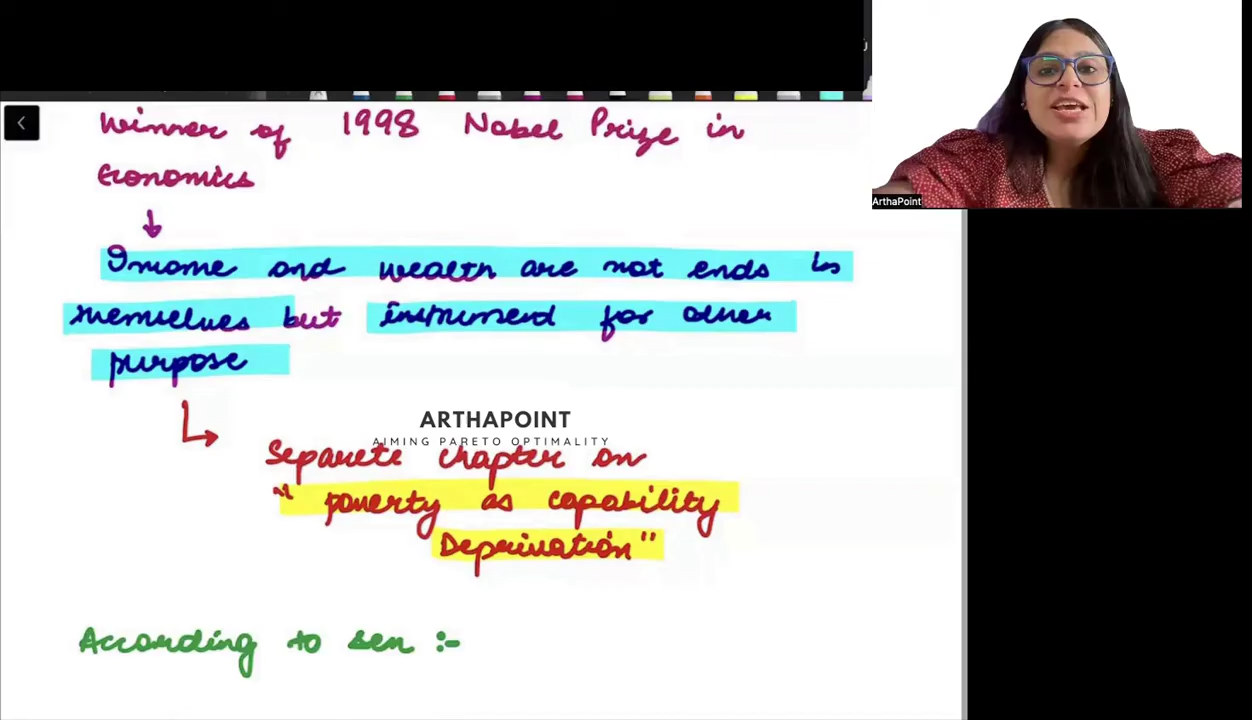 Winner of 1998 Nobel Prize in
Economics
Income and wealth are not ends in
themselves but instrument for other
purpose
ARTHAPOINT
AIMING PARETO OPTIMALITY
Separete chapter on
"poverty as capability
Deprivation"
According to sen :-
ArthaPoint